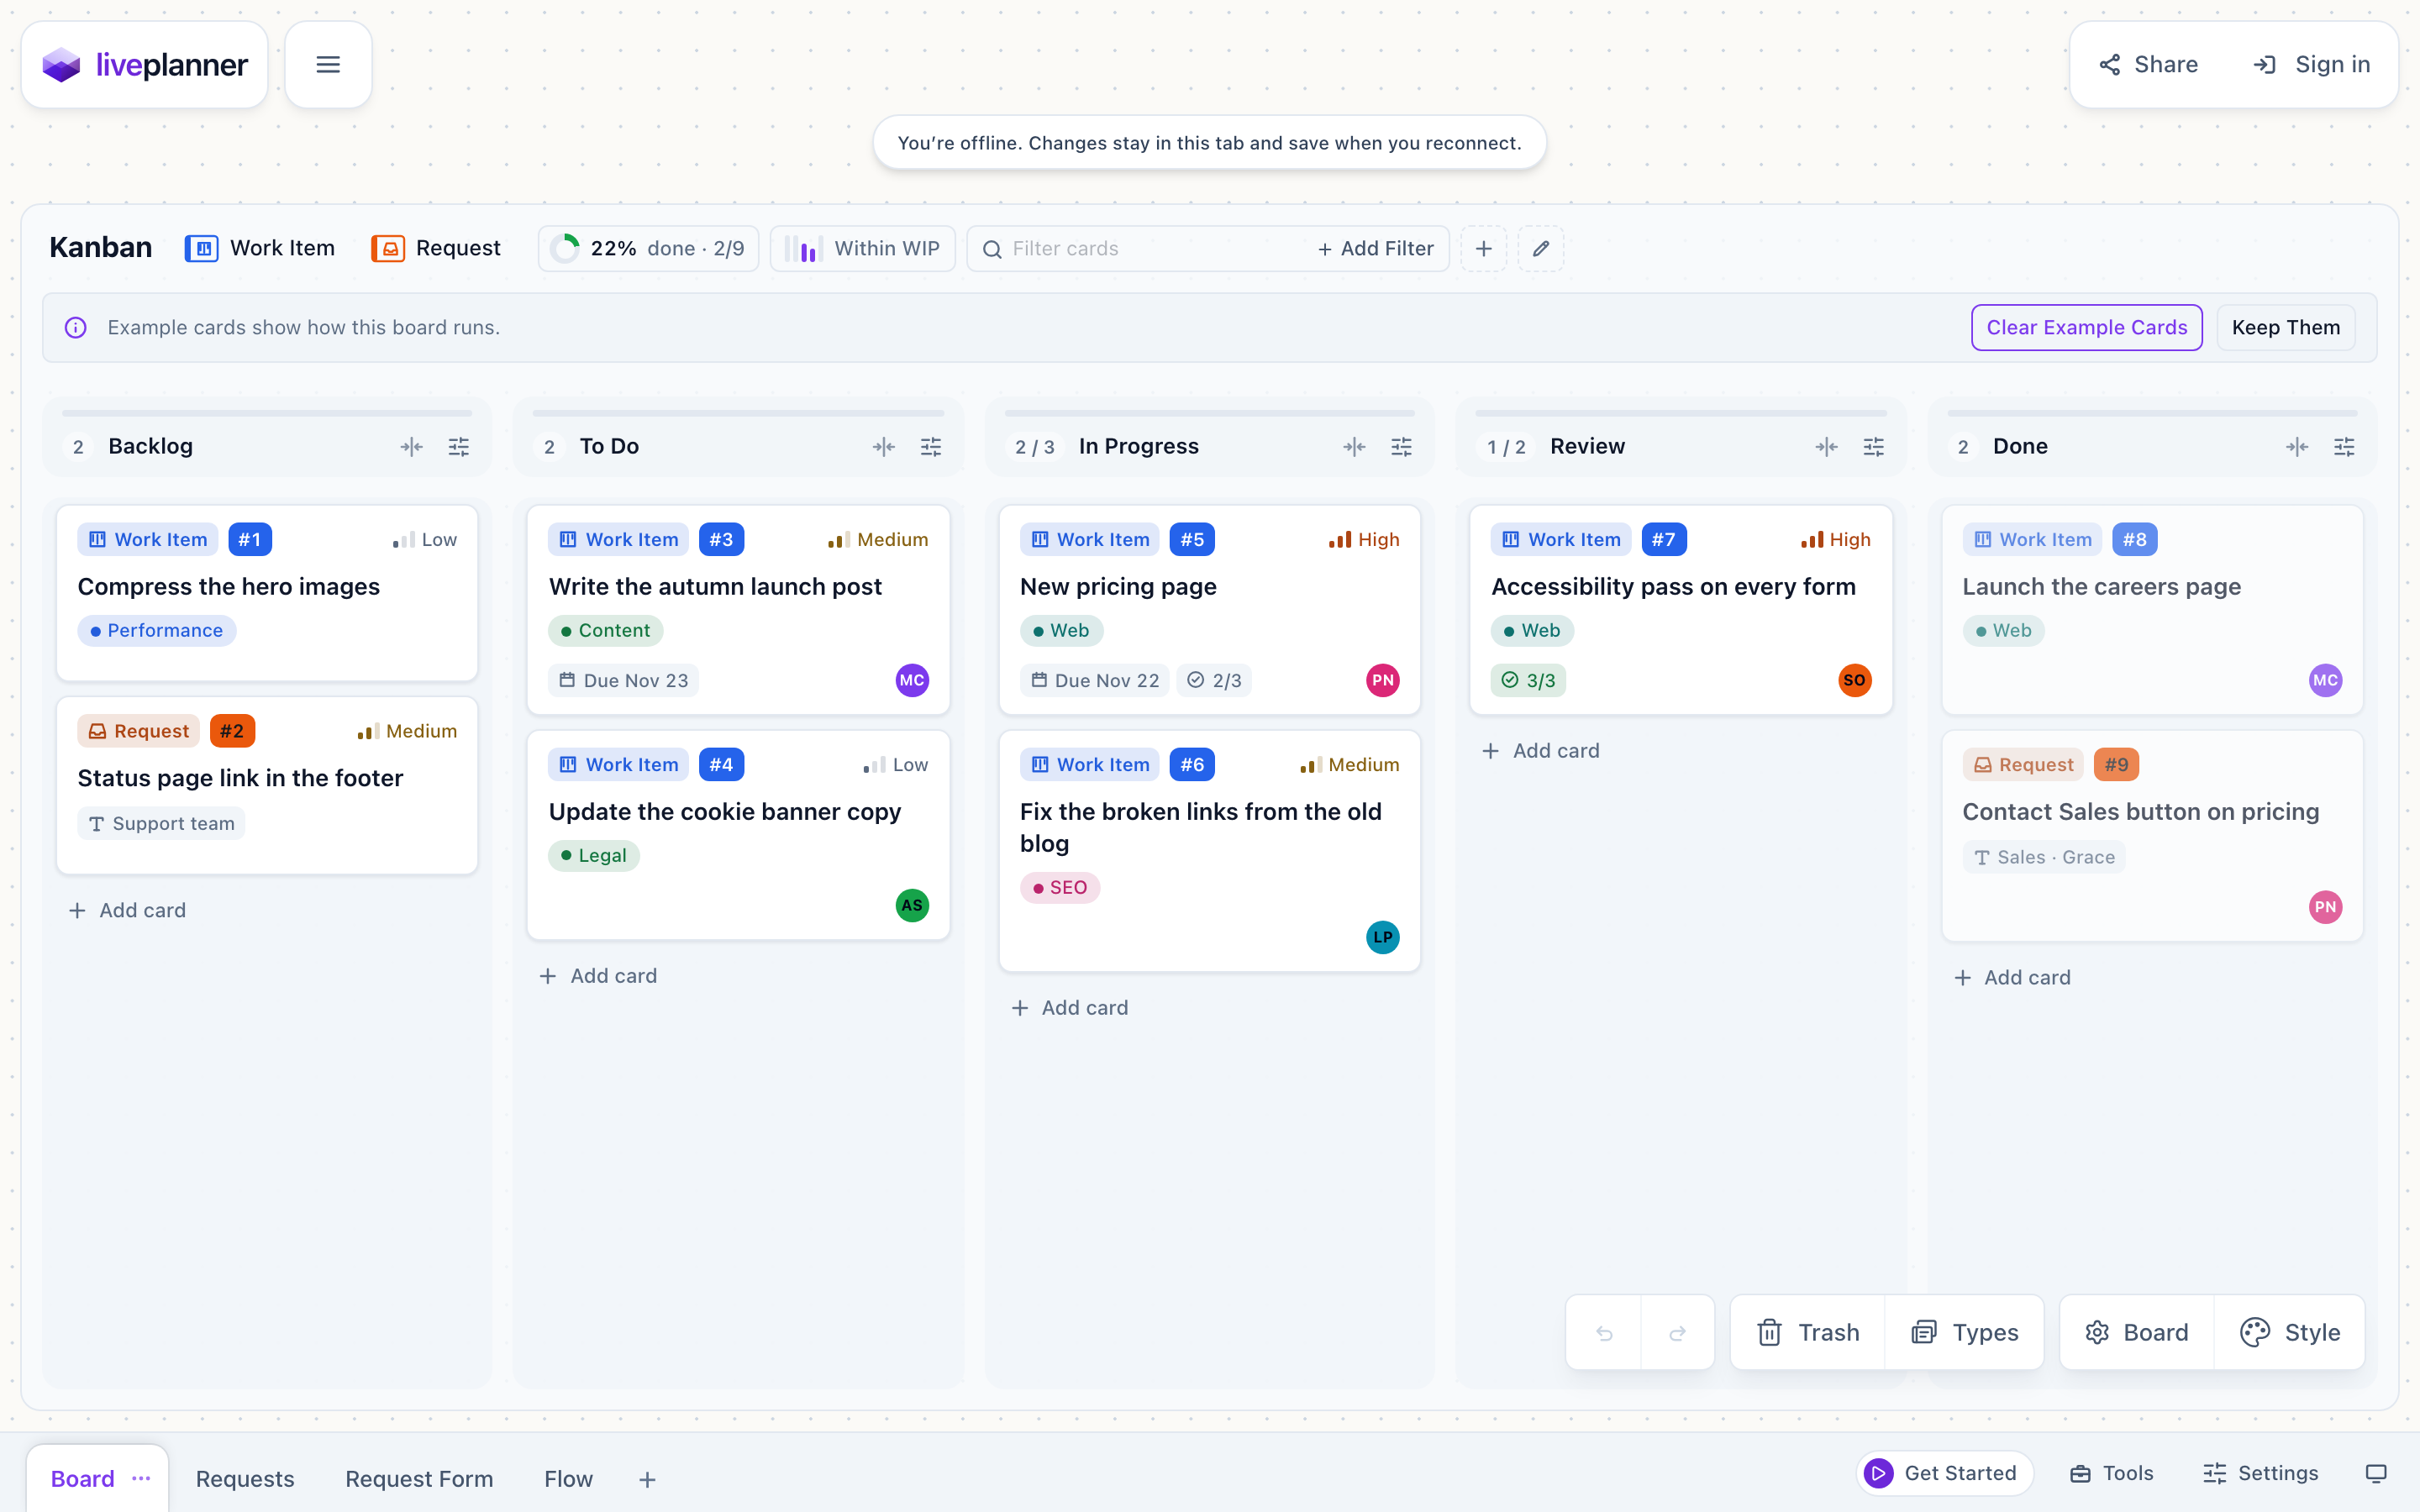 liveplanner
Share
Sign in
You’re offline. Changes stay in this tab and save when you reconnect.
Kanban
Work Item
Request
22% done · 2/9
Within WIP
Filter cards
+ Add Filter
Example cards show how this board runs.
Clear Example Cards
Keep Them
2 Backlog
Work Item #1 Low
Compress the hero images
Performance
Request #2 Medium
Status page link in the footer
Support team
+ Add card
2 To Do
Work Item #3 Medium
Write the autumn launch post
Content
Due Nov 23 MC
Work Item #4 Low
Update the cookie banner copy
Legal
AS
+ Add card
2 / 3 In Progress
Work Item #5 High
New pricing page
Web
Due Nov 22 2/3 PN
Work Item #6 Medium
Fix the broken links from the old
blog
SEO
LP
+ Add card
1 / 2 Review
Work Item #7 High
Accessibility pass on every form
Web
3/3 SO
+ Add card
2 Done
Work Item #8
Launch the careers page
Web
MC
Request #9
Contact Sales button on pricing
Sales · Grace
PN
+ Add card
Trash
Types
Board
Style
Board
Requests
Request Form
Flow
Get Started
Tools
Settings